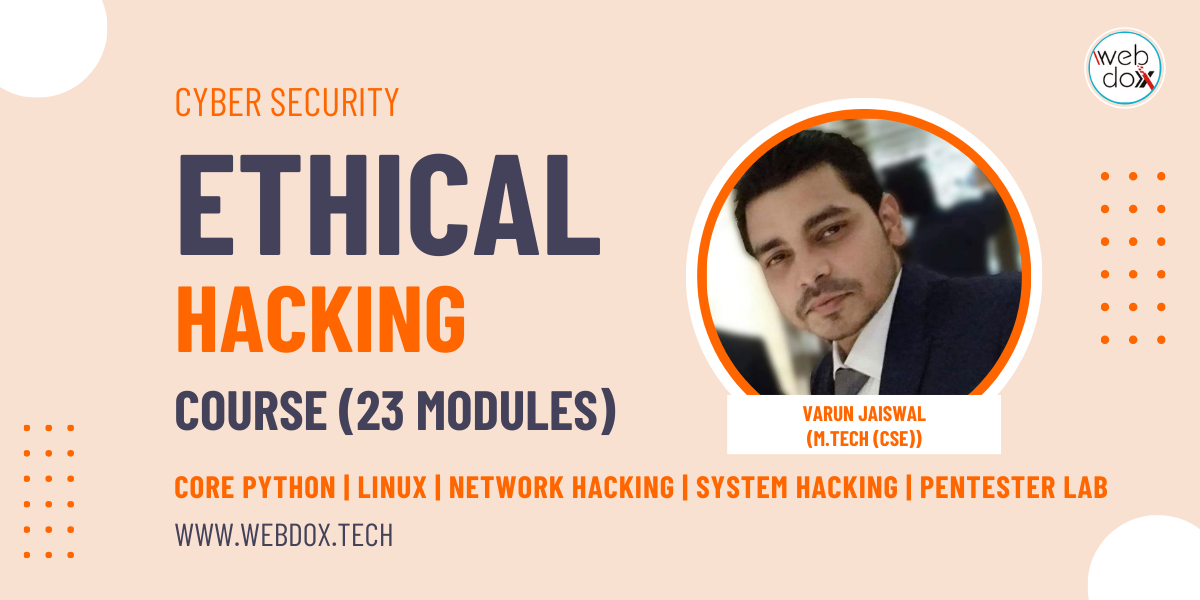 web
dox
CYBER SECURITY
ETHICAL
HACKING
COURSE (23 MODULES)
VARUN JAISWAL
(M.TECH (CSE))
CORE PYTHON | LINUX | NETWORK HACKING | SYSTEM HACKING | PENTESTER LAB
WWW.WEBDOX.TECH